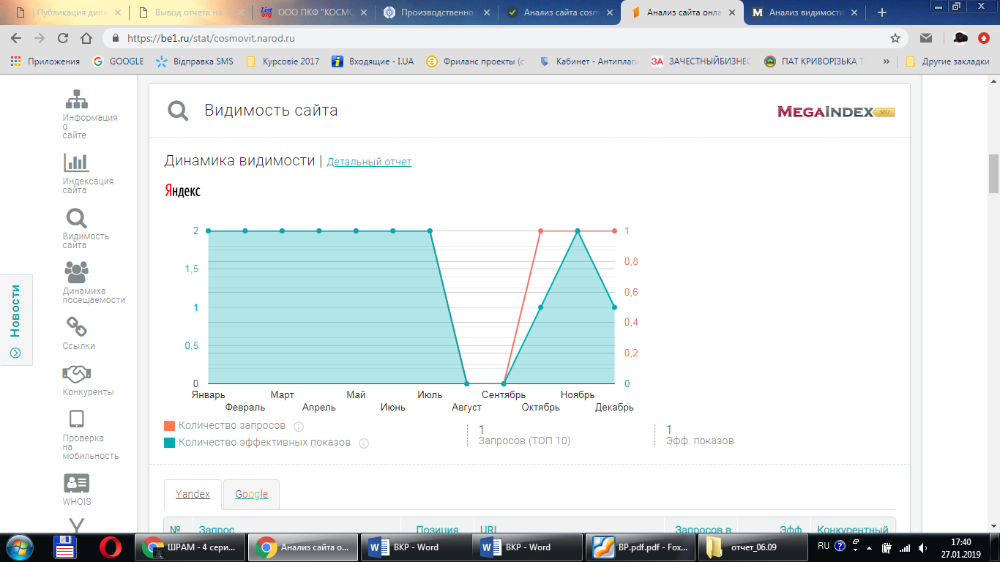 Публикация дипл
Вывод отчета на
List org ООО ПКФ "КОСМО
Производственно-
Анализ сайта cosm
Анализ сайта онла
M Анализ видимости
https://be1.ru/stat/cosmovit.narod.ru
Приложения
GOOGLE
Відправка SMS
Курсовіе 2017
Входящие - I.UA
Фриланс проекты (ст
Кабинет - Антиплаги
ЗА ЗАЧЕСТНЫЙБИЗНЕС
ПАТ КРИВОРІЗЬКА Т
»
Другие закладки
Информация
о
сайте
Индексация
сайта
Видимость
сайта
Динамика
посещаемости
Ссылки
Конкуренты
Проверка
на
мобильность
WHOIS
Новости
Видимость сайта
MEGAINDEX SEO
Динамика видимости | Детальный отчет
Яндекс
2
1,5
1
0,5
0
1
0,8
0,6
0,4
0,2
0
Январь
Февраль
Март
Апрель
Май
Июнь
Июль
Август
Сентябрь
Октябрь
Ноябрь
Декабрь
Количество запросов
Количество эффективных показов
1
Запросов (ТОП 10)
1
Эфф. показов
Yandex
Google
№ Запрос Позиция URL Запросов в Эфф. Конкурентный
ШРАМ - 4 сери...
Анализ сайта о...
ВКР - Word
ВКР - Word
ВР.pdf.pdf - Fox...
отчет_06.09
RU
17:40
27.01.2019